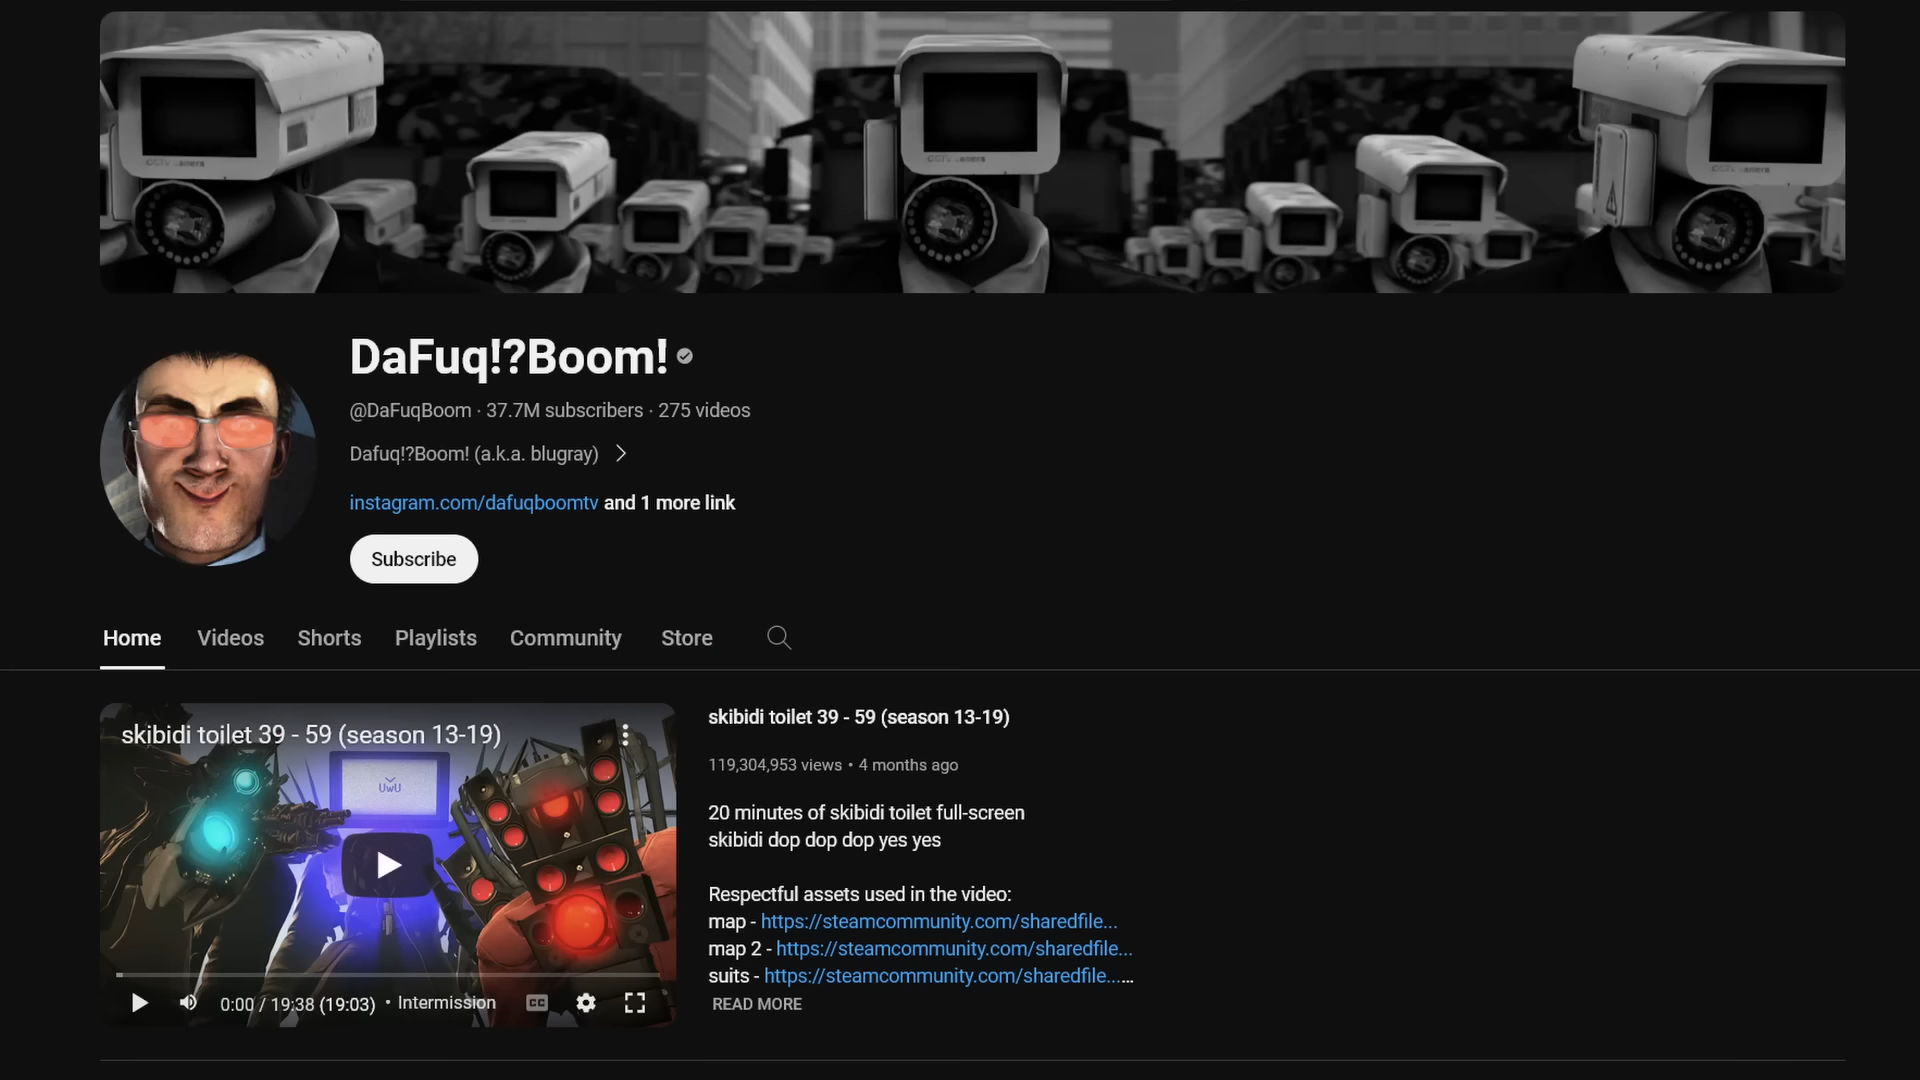 DaFuq!?Boom!
@DaFuqBoom · 37.7M subscribers · 275 videos
Dafuq!?Boom! (a.k.a. blugray)
instagram.com/dafuqboomtv and 1 more link
Subscribe
Home Videos Shorts Playlists Community Store
skibidi toilet 39 - 59 (season 13-19)
UwU
0:00 / 19:38 (19:03) • Intermission CC
skibidi toilet 39 - 59 (season 13-19)
119,304,953 views • 4 months ago
20 minutes of skibidi toilet full-screen
skibidi dop dop dop yes yes
Respectful assets used in the video:
map - https://steamcommunity.com/sharedfile...
map 2 - https://steamcommunity.com/sharedfile...
suits - https://steamcommunity.com/sharedfile......
READ MORE